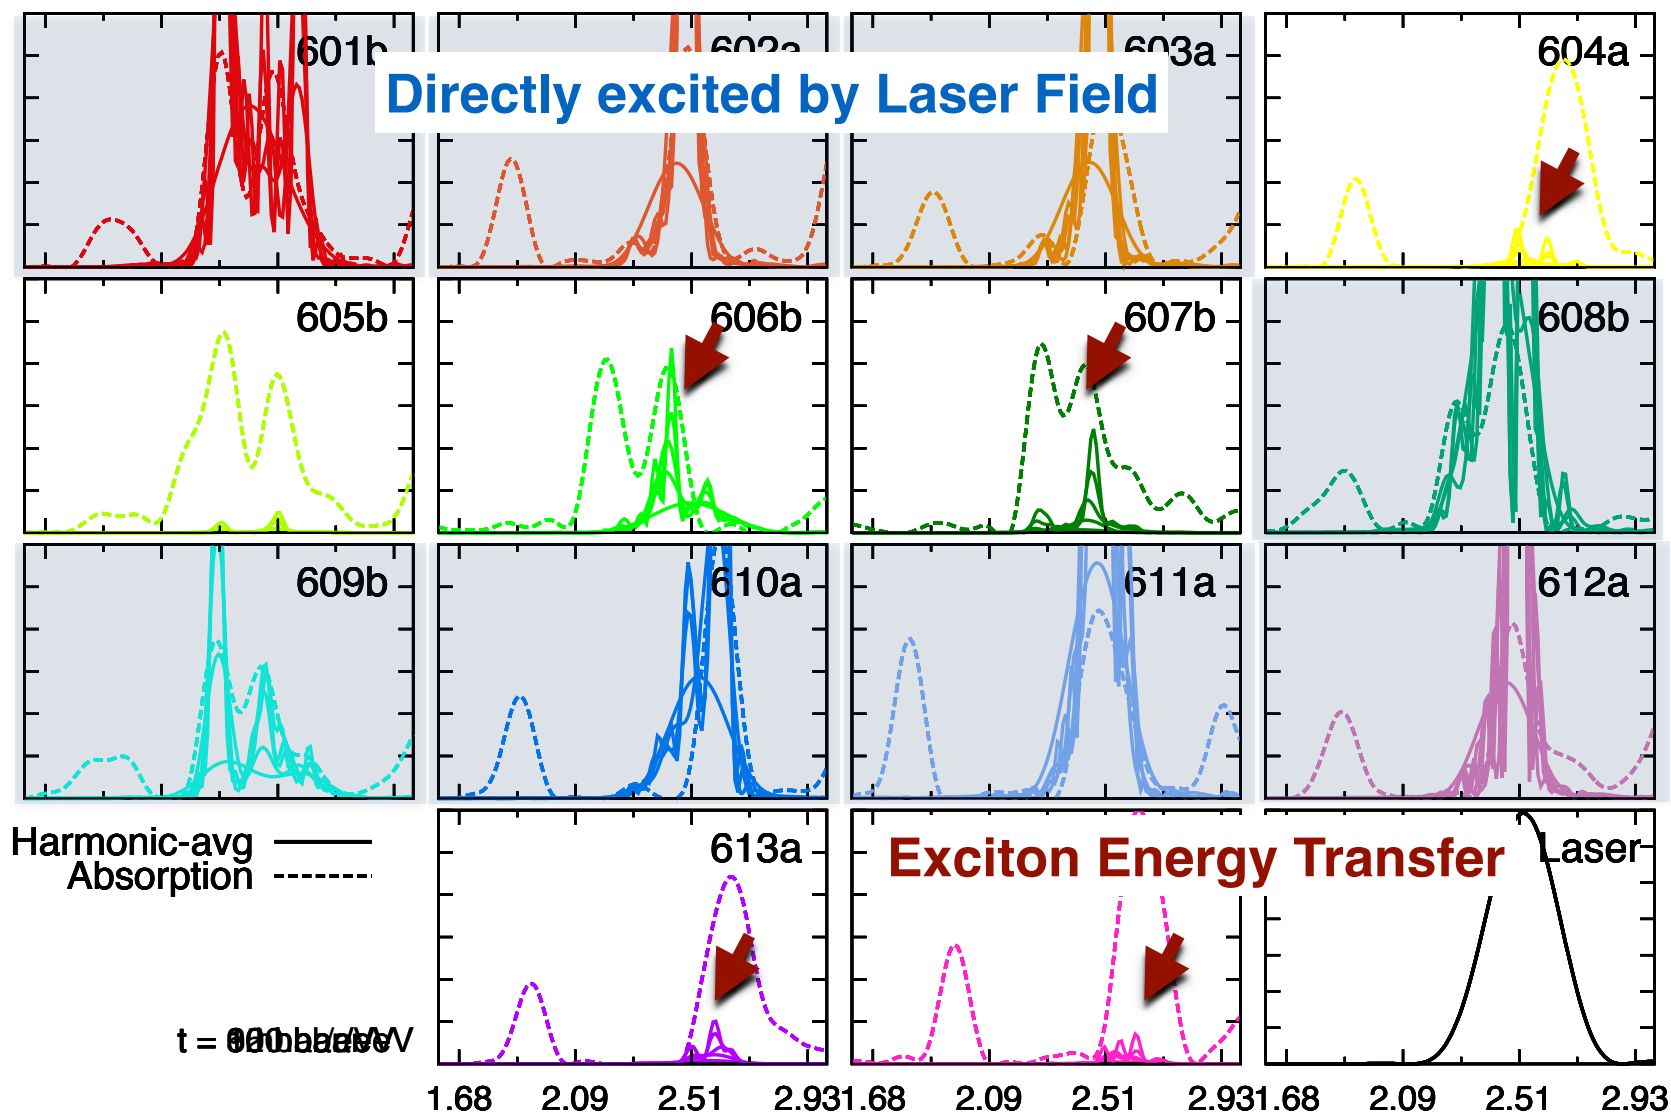 601b
602a
603a
604a
Directly excited by Laser Field
605b
606b
607b
608b
609b
610a
611a
612a
Harmonic-avg
Absorption
613a
Exciton Energy Transfer
Laser
t =
1.68 2.09 2.51 2.93 1.68 2.09 2.51 2.93 1.68 2.09 2.51 2.93